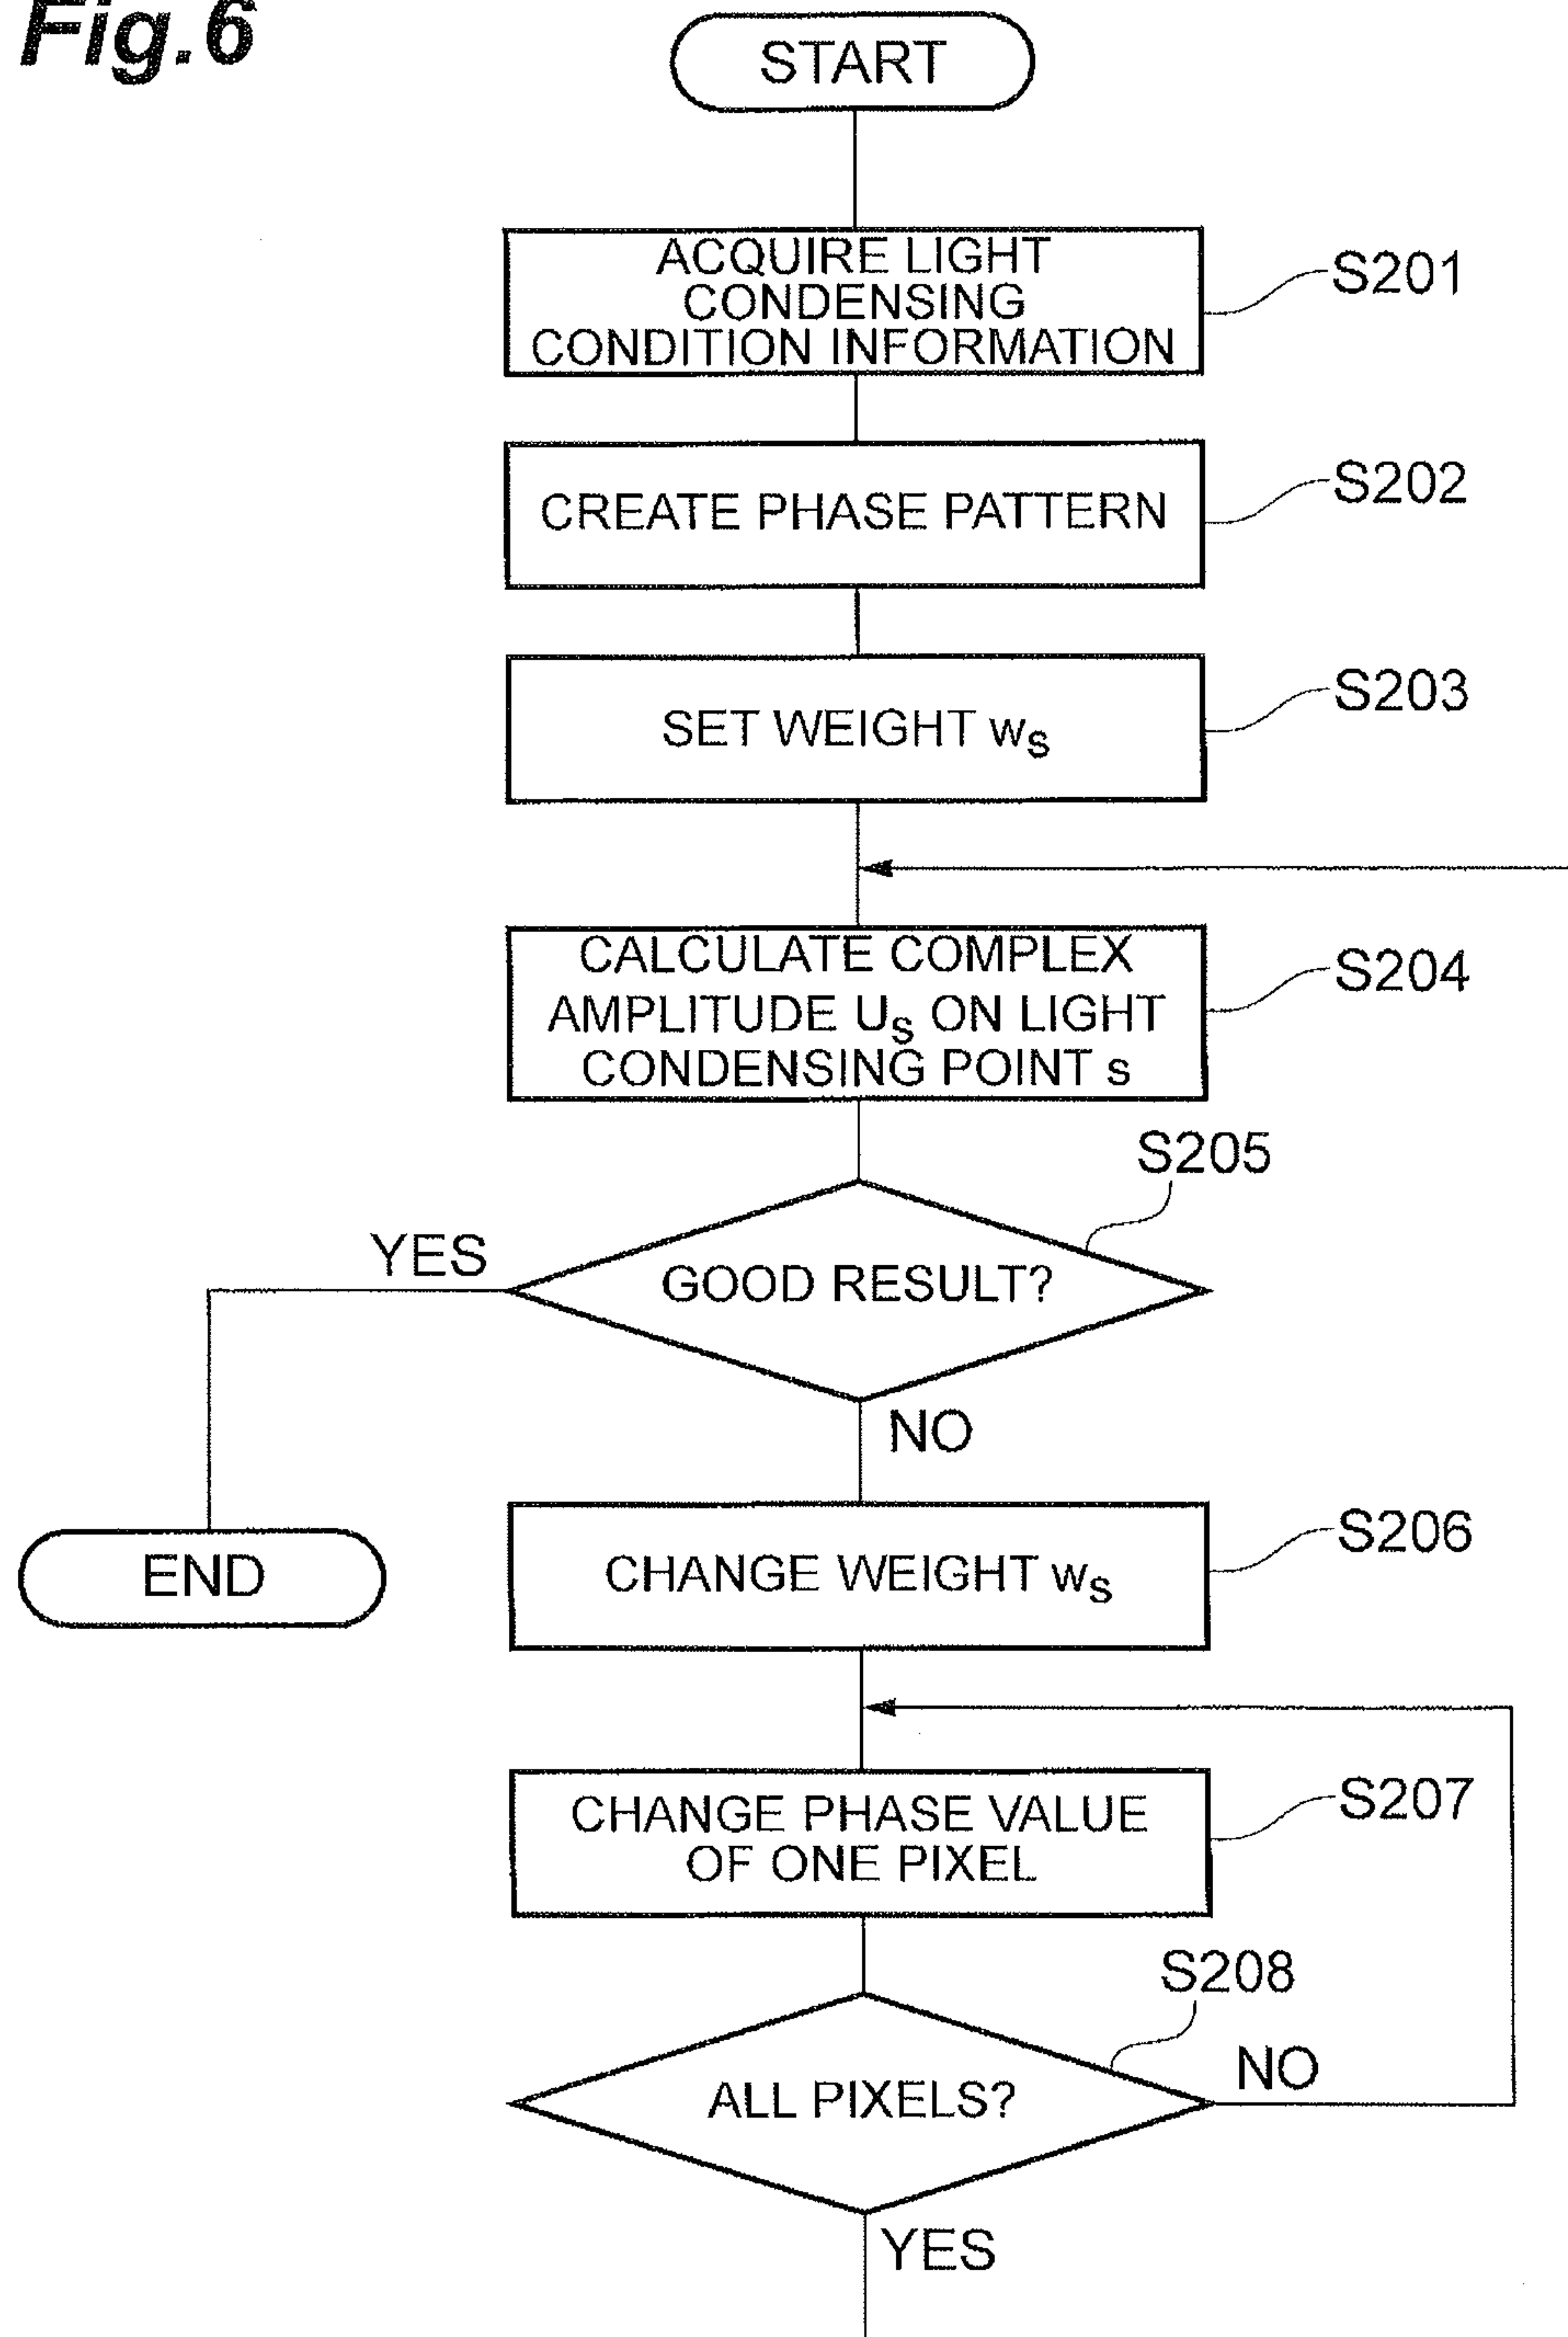 Fig.6
START
ACQUIRE LIGHT
CONDENSING
CONDITION INFORMATION
S201
CREATE PHASE PATTERN
S202
SET WEIGHT ws
S203
CALCULATE COMPLEX
AMPLITUDE Us ON LIGHT
CONDENSING POINT s
S204
S205
YES
GOOD RESULT?
NO
END
CHANGE WEIGHT ws
S206
CHANGE PHASE VALUE
OF ONE PIXEL
S207
S208
ALL PIXELS?
NO
YES